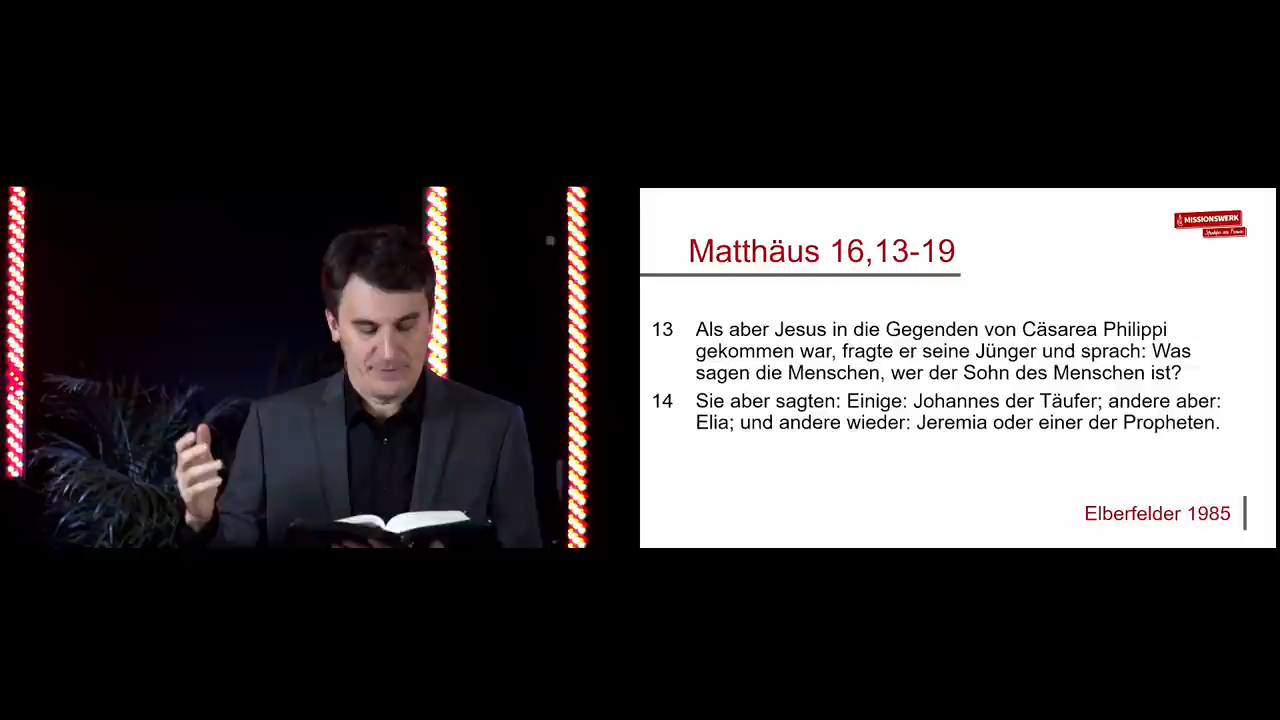 MISSIONSWERK
Matthäus 16,13-19
13 Als aber Jesus in die Gegenden von Cäsarea Philippi
gekommen war, fragte er seine Jünger und sprach: Was
sagen die Menschen, wer der Sohn des Menschen ist?
14 Sie aber sagten: Einige: Johannes der Täufer; andere aber:
Elia; und andere wieder: Jeremia oder einer der Propheten.
Elberfelder 1985